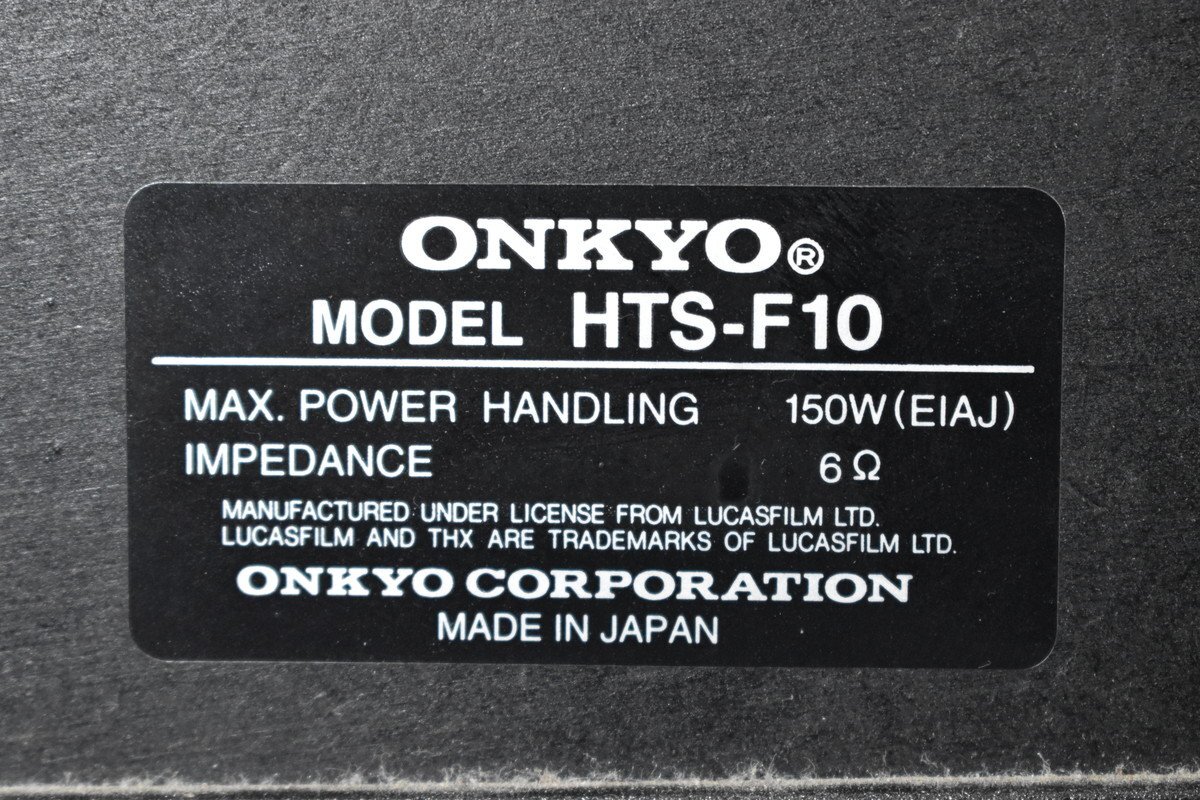 ONKYO®
MODEL HTS-F10
MAX. POWER HANDLING 150W (EIAJ)
IMPEDANCE 6 Ω
MANUFACTURED UNDER LICENSE FROM LUCASFILM LTD.
LUCASFILM AND THX ARE TRADEMARKS OF LUCASFILM LTD.
ONKYO CORPORATION
MADE IN JAPAN